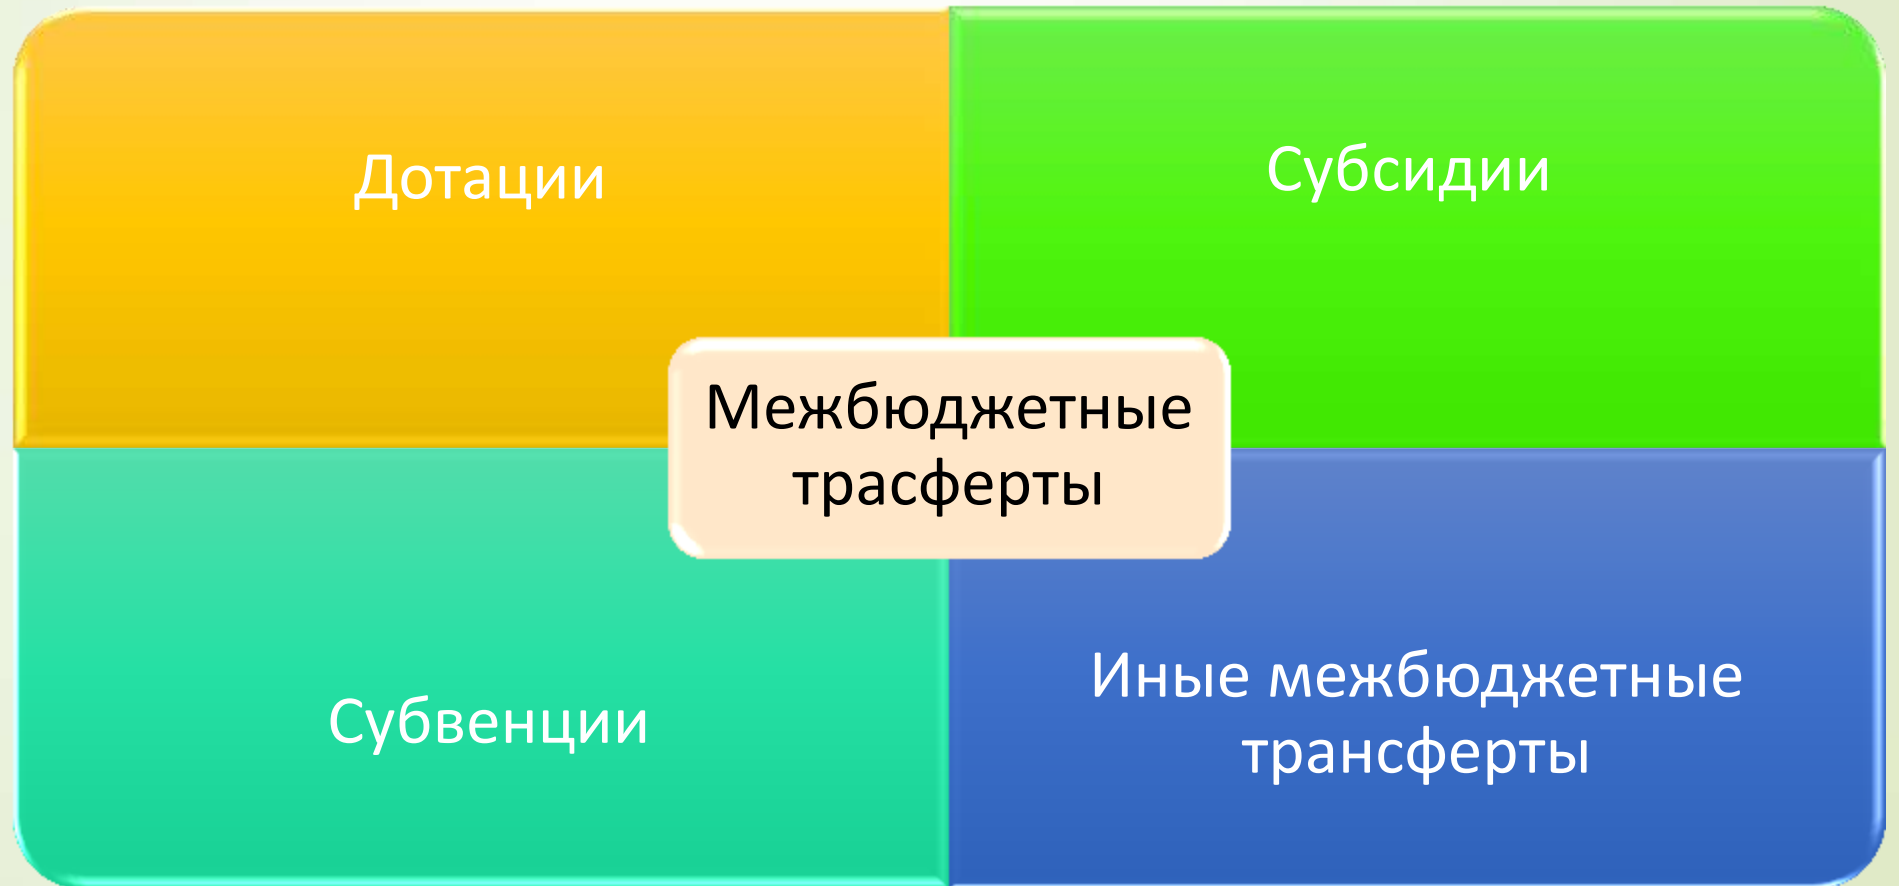 Дотации
Субсидии
Межбюджетные
трасферты
Субвенции
Иные межбюджетные
трансферты